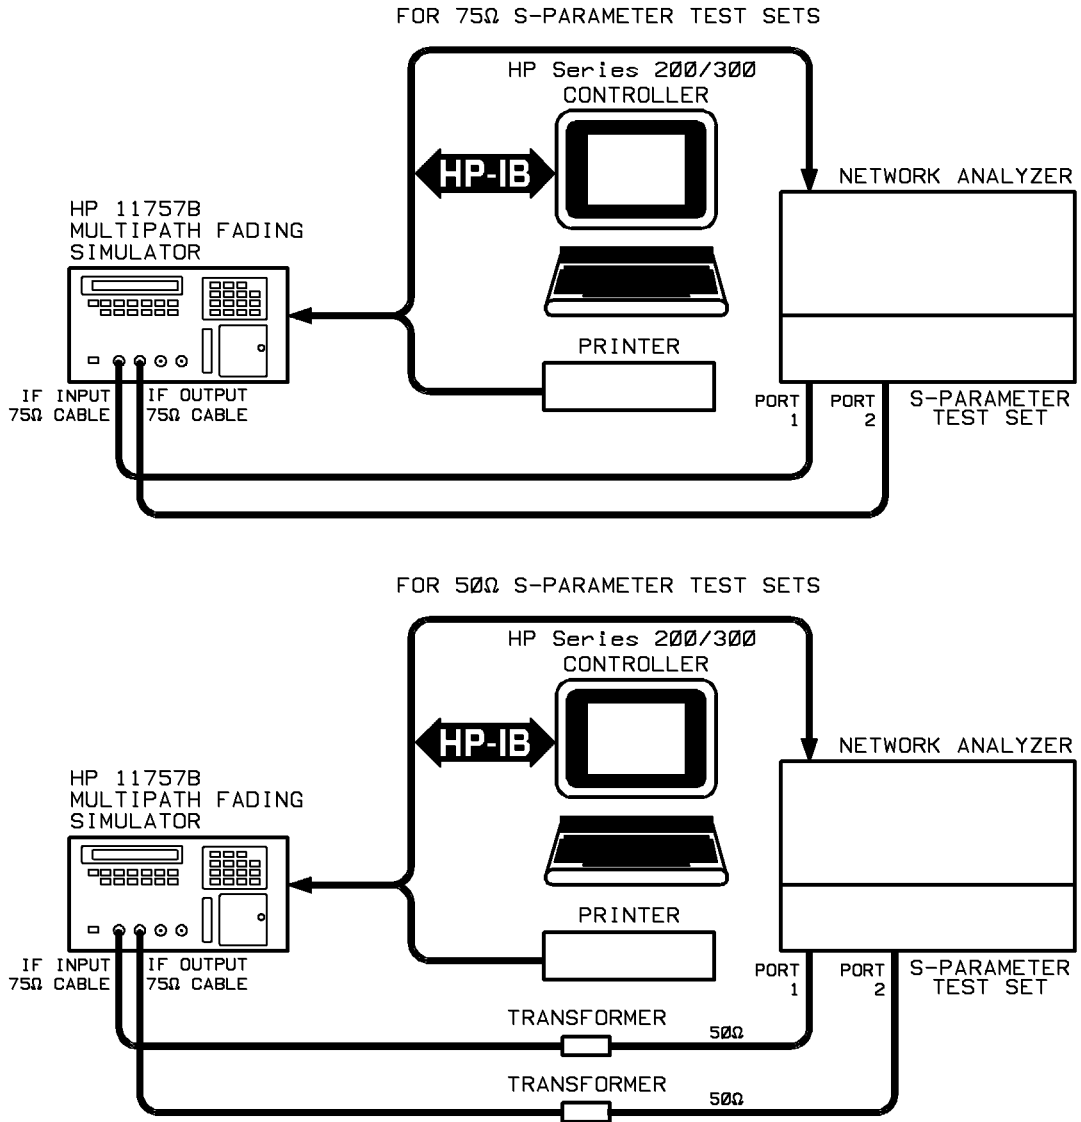 FOR 75Ω S-PARAMETER TEST SETS
HP Series 200/300
CONTROLLER
HP-IB
NETWORK ANALYZER
HP 11757B
MULTIPATH FADING
SIMULATOR
PRINTER
IF INPUT
75Ω CABLE
IF OUTPUT
75Ω CABLE
PORT
1
PORT
2
S-PARAMETER
TEST SET
FOR 50Ω S-PARAMETER TEST SETS
HP Series 200/300
CONTROLLER
HP-IB
NETWORK ANALYZER
HP 11757B
MULTIPATH FADING
SIMULATOR
PRINTER
IF INPUT
75Ω CABLE
IF OUTPUT
75Ω CABLE
PORT
1
PORT
2
S-PARAMETER
TEST SET
TRANSFORMER
50Ω
TRANSFORMER
50Ω